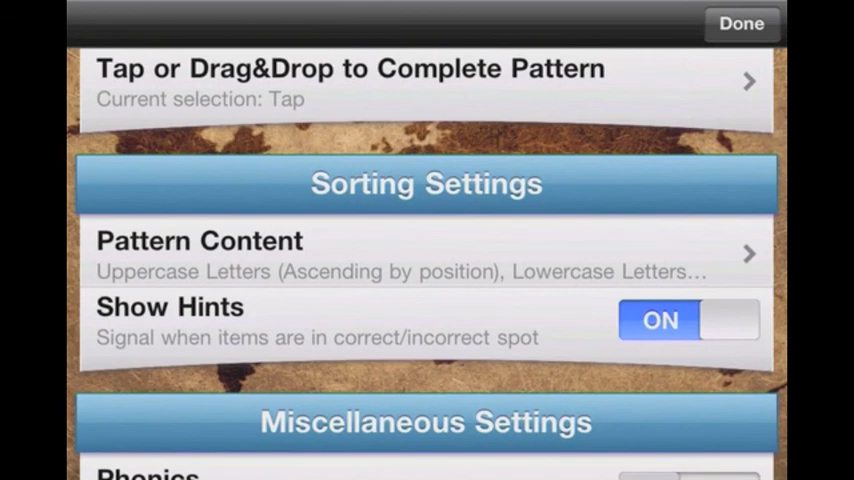 Done
Tap or Drag&Drop to Complete Pattern
Current selection: Tap
Sorting Settings
Pattern Content
Uppercase Letters (Ascending by position), Lowercase Letters...
Show Hints
ON
Signal when items are in correct/incorrect spot
Miscellaneous Settings
Phonics